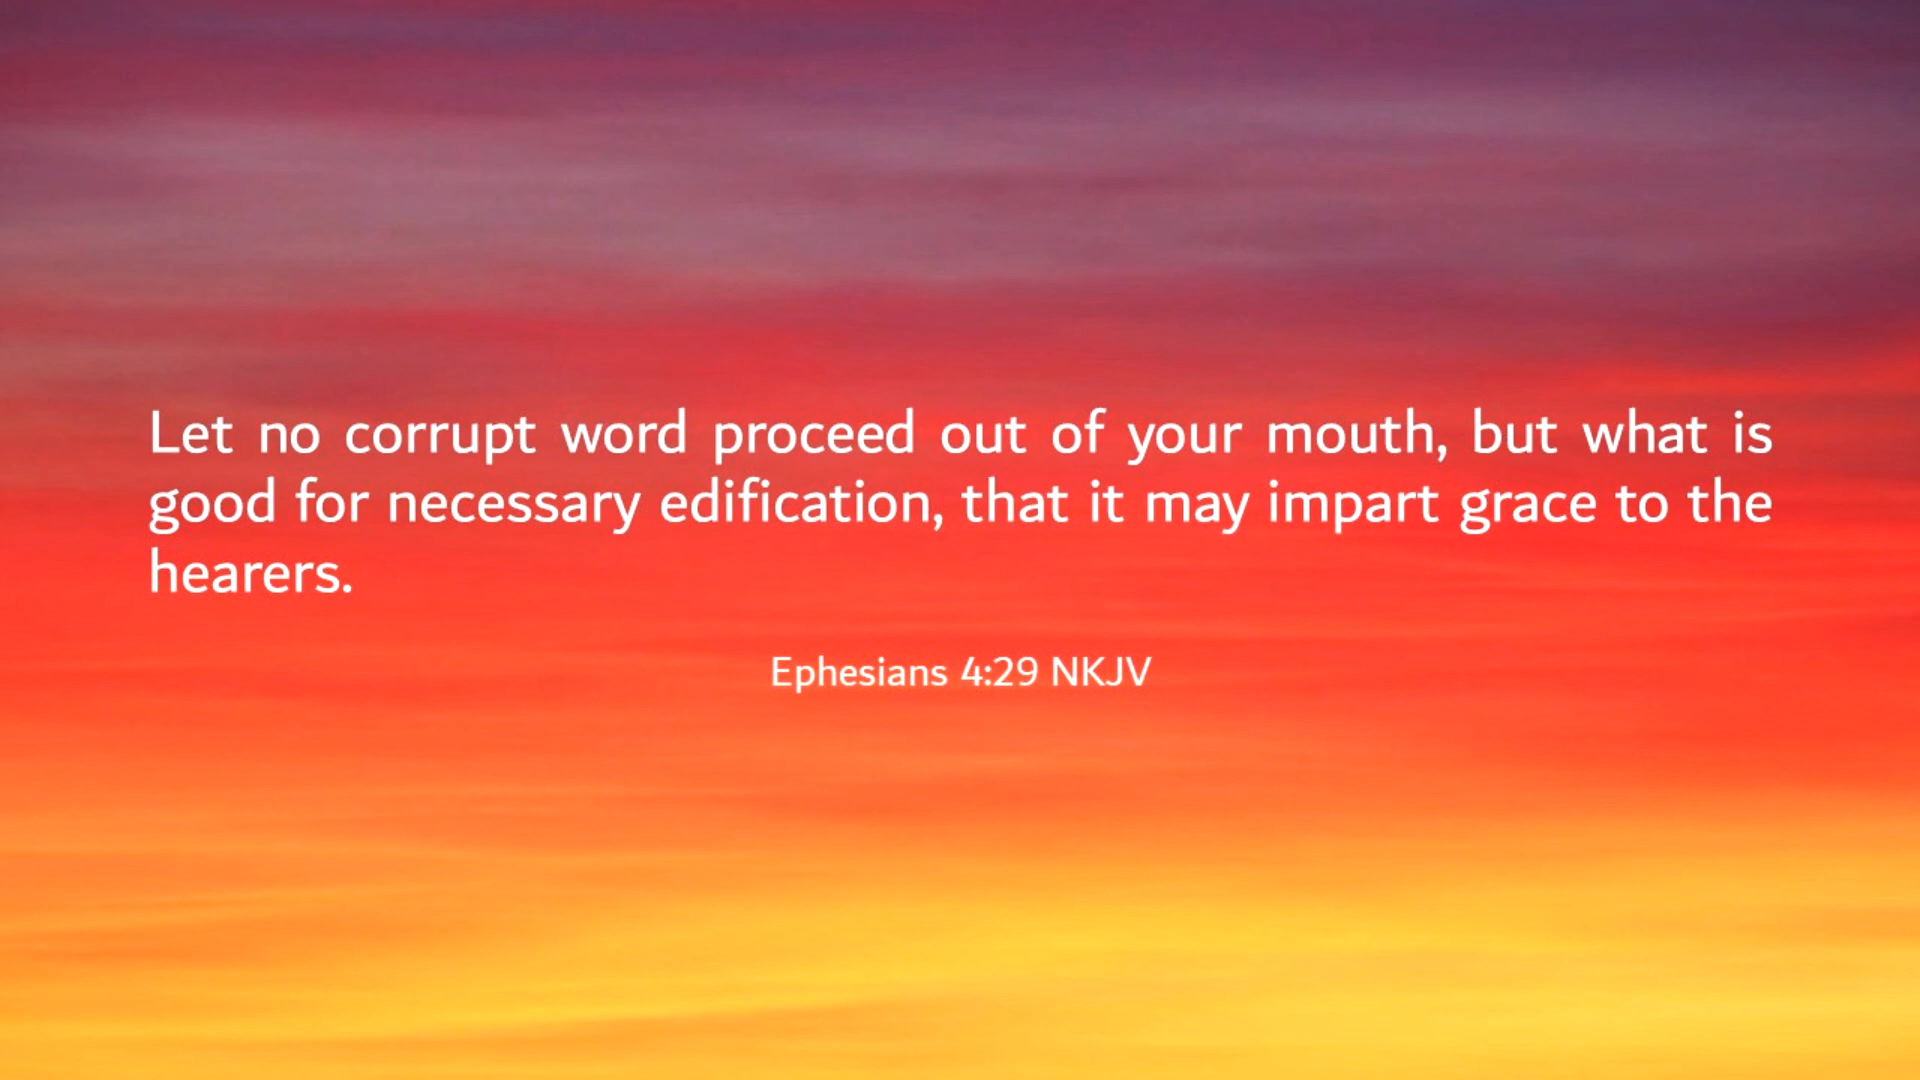 Let no corrupt word proceed out of your mouth, but what is
good for necessary edification, that it may impart grace to the
hearers.
Ephesians 4:29 NKJV